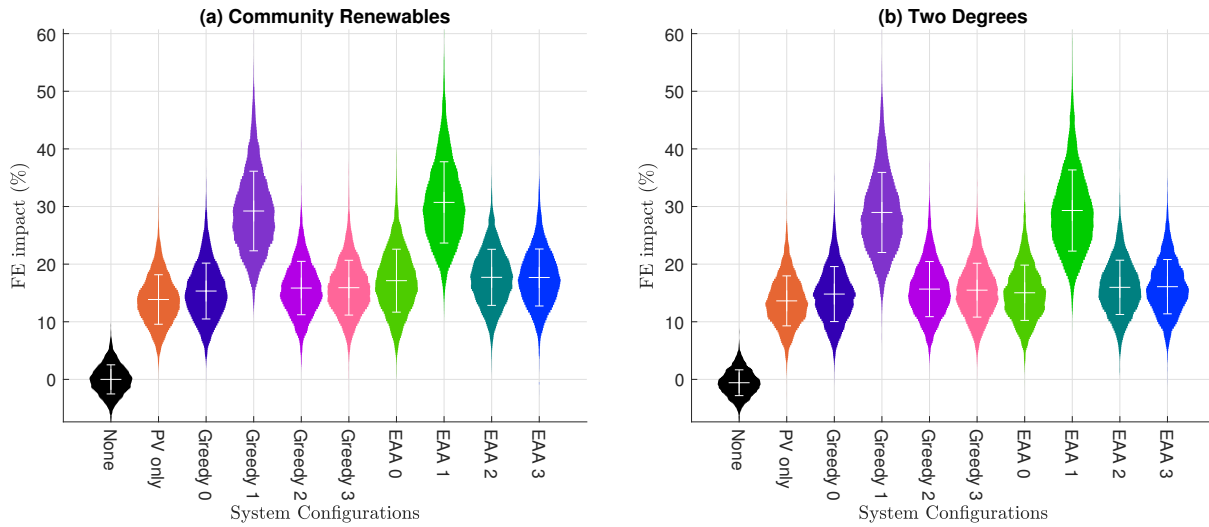 (a) Community Renewables
FE impact (%)
60
50
40
30
20
10
0
None
PV only
Greedy 0
Greedy 1
Greedy 2
Greedy 3
EAA 0
EAA 1
EAA 2
EAA 3
System Configurations
(b) Two Degrees
FE impact (%)
60
50
40
30
20
10
0
None
PV only
Greedy 0
Greedy 1
Greedy 2
Greedy 3
EAA 0
EAA 1
EAA 2
EAA 3
System Configurations